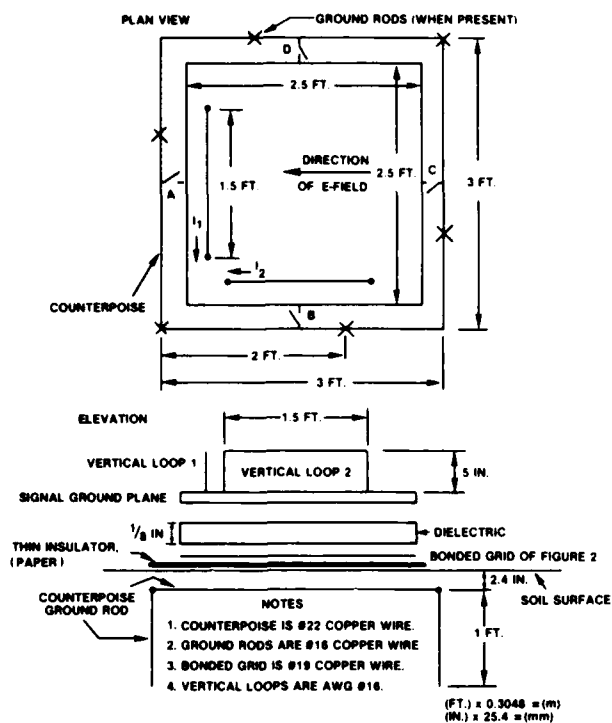 PLAN VIEW
GROUND RODS (WHEN PRESENT)
D
2.5 FT.
DIRECTION
OF E-FIELD
2.5 FT.
C
1.5 FT.
3 FT.
A
I1
I2
COUNTERPOISE
B
2 FT.
3 FT.
ELEVATION
1.5 FT.
VERTICAL LOOP 1
VERTICAL LOOP 2
5 IN.
SIGNAL GROUND PLANE
1/8 IN
DIELECTRIC
THIN INSULATOR,
(PAPER)
BONDED GRID OF FIGURE 2
2.4 IN.
SOIL SURFACE
COUNTERPOISE
GROUND ROD
NOTES
1. COUNTERPOISE IS #22 COPPER WIRE.
2. GROUND RODS ARE #16 COPPER WIRE
3. BONDED GRID IS #19 COPPER WIRE.
4. VERTICAL LOOPS ARE AWG #16.
1 FT.
(FT.) x 0.3048 = (m)
(IN.) x 25.4 = (mm)